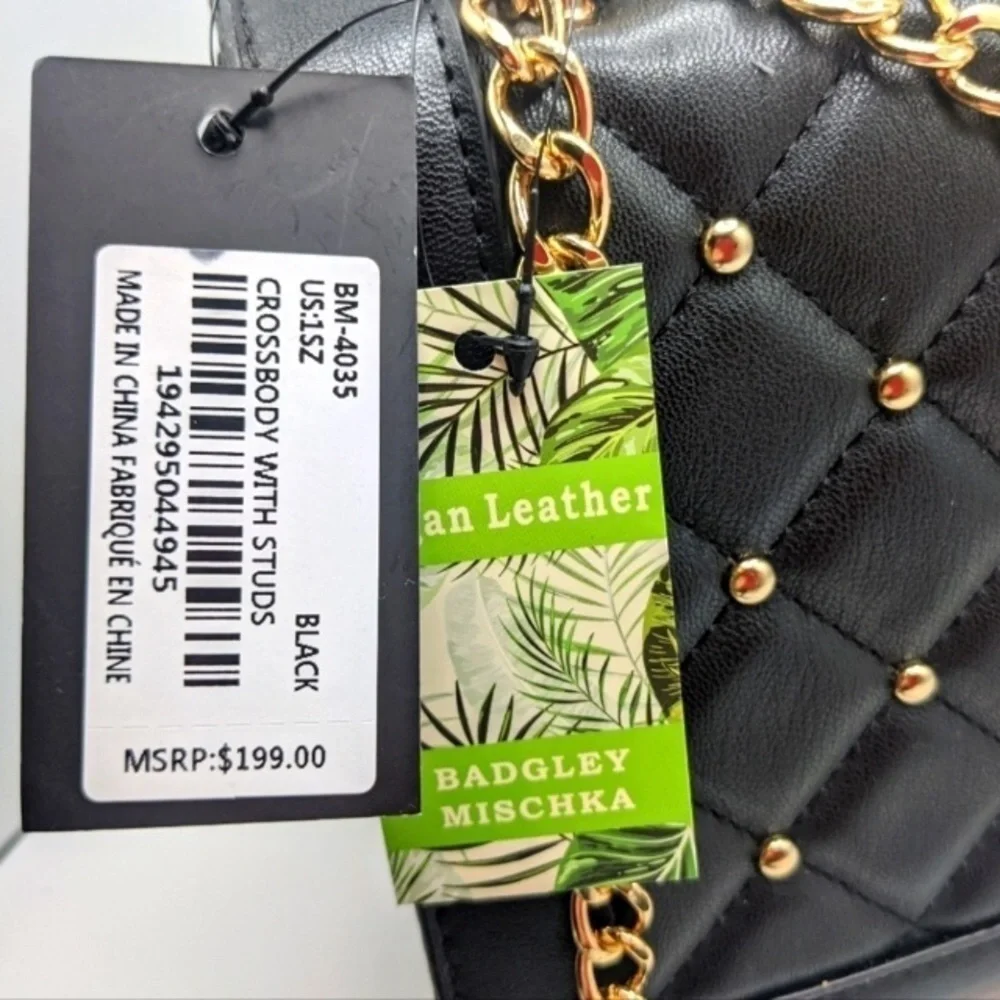 BM-4035
US:1SZ BLACK
CROSSBODY WITH STUDS
194295044945
MADE IN CHINA FABRIQUÉ EN CHINE
MSRP:$199.00
an Leather
BADGLEY
MISCHKA